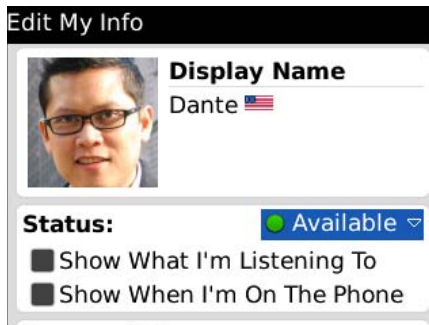 Edit My Info
Display Name
Dante
Status:
Available
Show What I'm Listening To
Show When I'm On The Phone